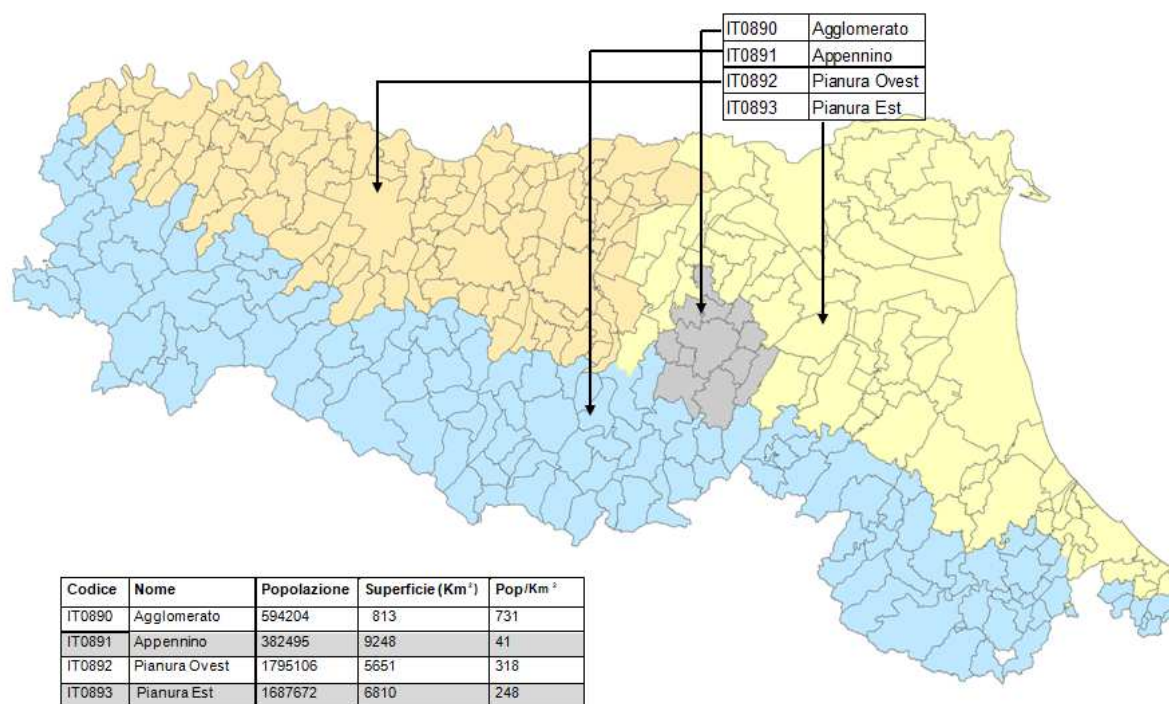 IT0890 Agglomerato
IT0891 Appennino
IT0892 Pianura Ovest
IT0893 Pianura Est
Codice Nome Popolazione Superficie (Km²) Pop/Km²
IT0890 Agglomerato 594204 813 731
IT0891 Appennino 382495 9248 41
IT0892 Pianura Ovest 1795106 5651 318
IT0893 Pianura Est 1687672 6810 248